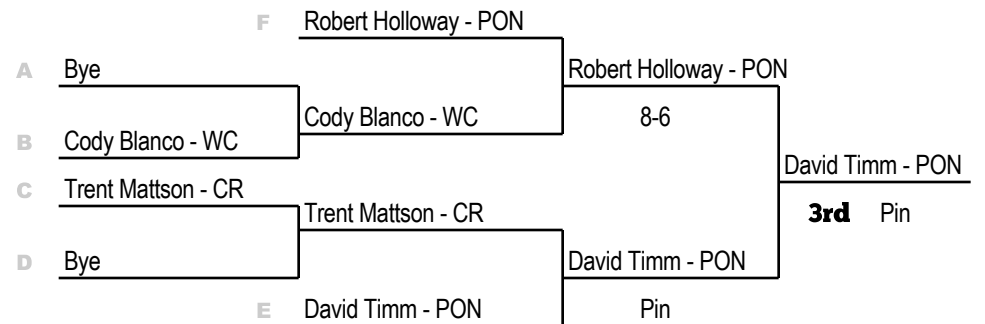 F Robert Holloway - PON
A Bye Robert Holloway - PON
Cody Blanco - WC 8-6
B Cody Blanco - WC
David Timm - PON
C Trent Mattson - CR
Trent Mattson - CR 3rd Pin
D Bye David Timm - PON
E David Timm - PON Pin